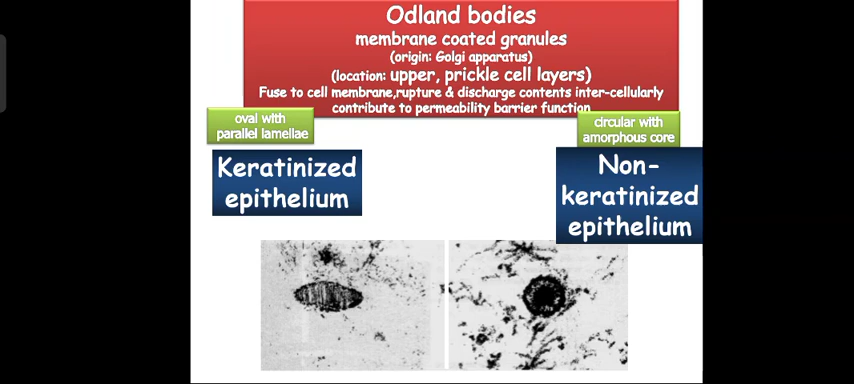 Odland bodies
membrane coated granules
(origin: Golgi apparatus)
(location: upper, prickle cell layers)
Fuse to cell membrane,rupture & discharge contents inter-cellularly
contribute to permeability barrier function
oval with
parallel lamellae
circular with
amorphous core
Keratinized
epithelium
Non-
keratinized
epithelium